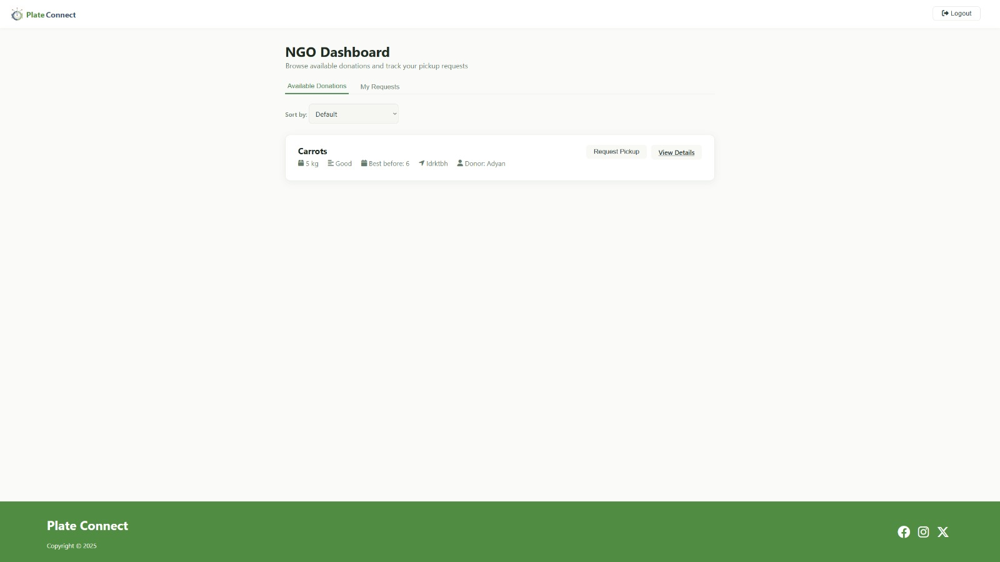 Plate Connect
Logout
NGO Dashboard
Browse available donations and track your pickup requests
Available Donations My Requests
Sort by: Default
Carrots
Request Pickup View Details
5 kg Good Best before: 6 Idrktbh Donor: Adyan
Plate Connect
Copyright © 2025